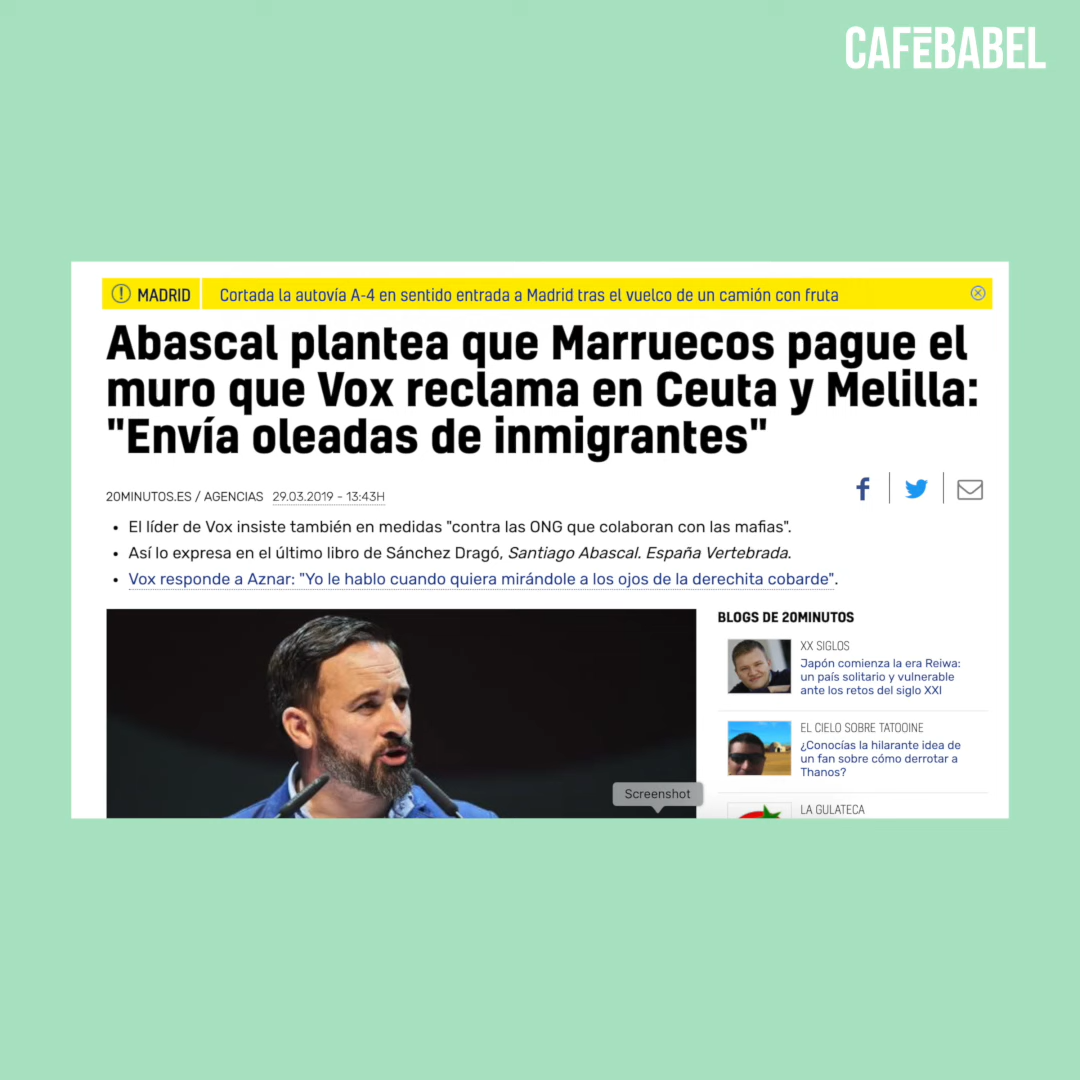 CAFĒBABEL
MADRID
Cortada la autovía A-4 en sentido entrada a Madrid tras el vuelco de un camión con fruta
Abascal plantea que Marruecos pague el
muro que Vox reclama en Ceuta y Melilla:
"Envía oleadas de inmigrantes"
20MINUTOS.ES / AGENCIAS 29.03.2019 - 13:43H
• El líder de Vox insiste también en medidas "contra las ONG que colaboran con las mafias".
• Así lo expresa en el último libro de Sánchez Dragó, Santiago Abascal. España Vertebrada.
• Vox responde a Aznar: "Yo le hablo cuando quiera mirándole a los ojos de la derechita cobarde".
BLOGS DE 20MINUTOS
XX SIGLOS
Japón comienza la era Reiwa:
un país solitario y vulnerable
ante los retos del siglo XXI
EL CIELO SOBRE TATOOINE
¿Conocías la hilarante idea de
un fan sobre cómo derrotar a
Thanos?
Screenshot
LA GULATECA